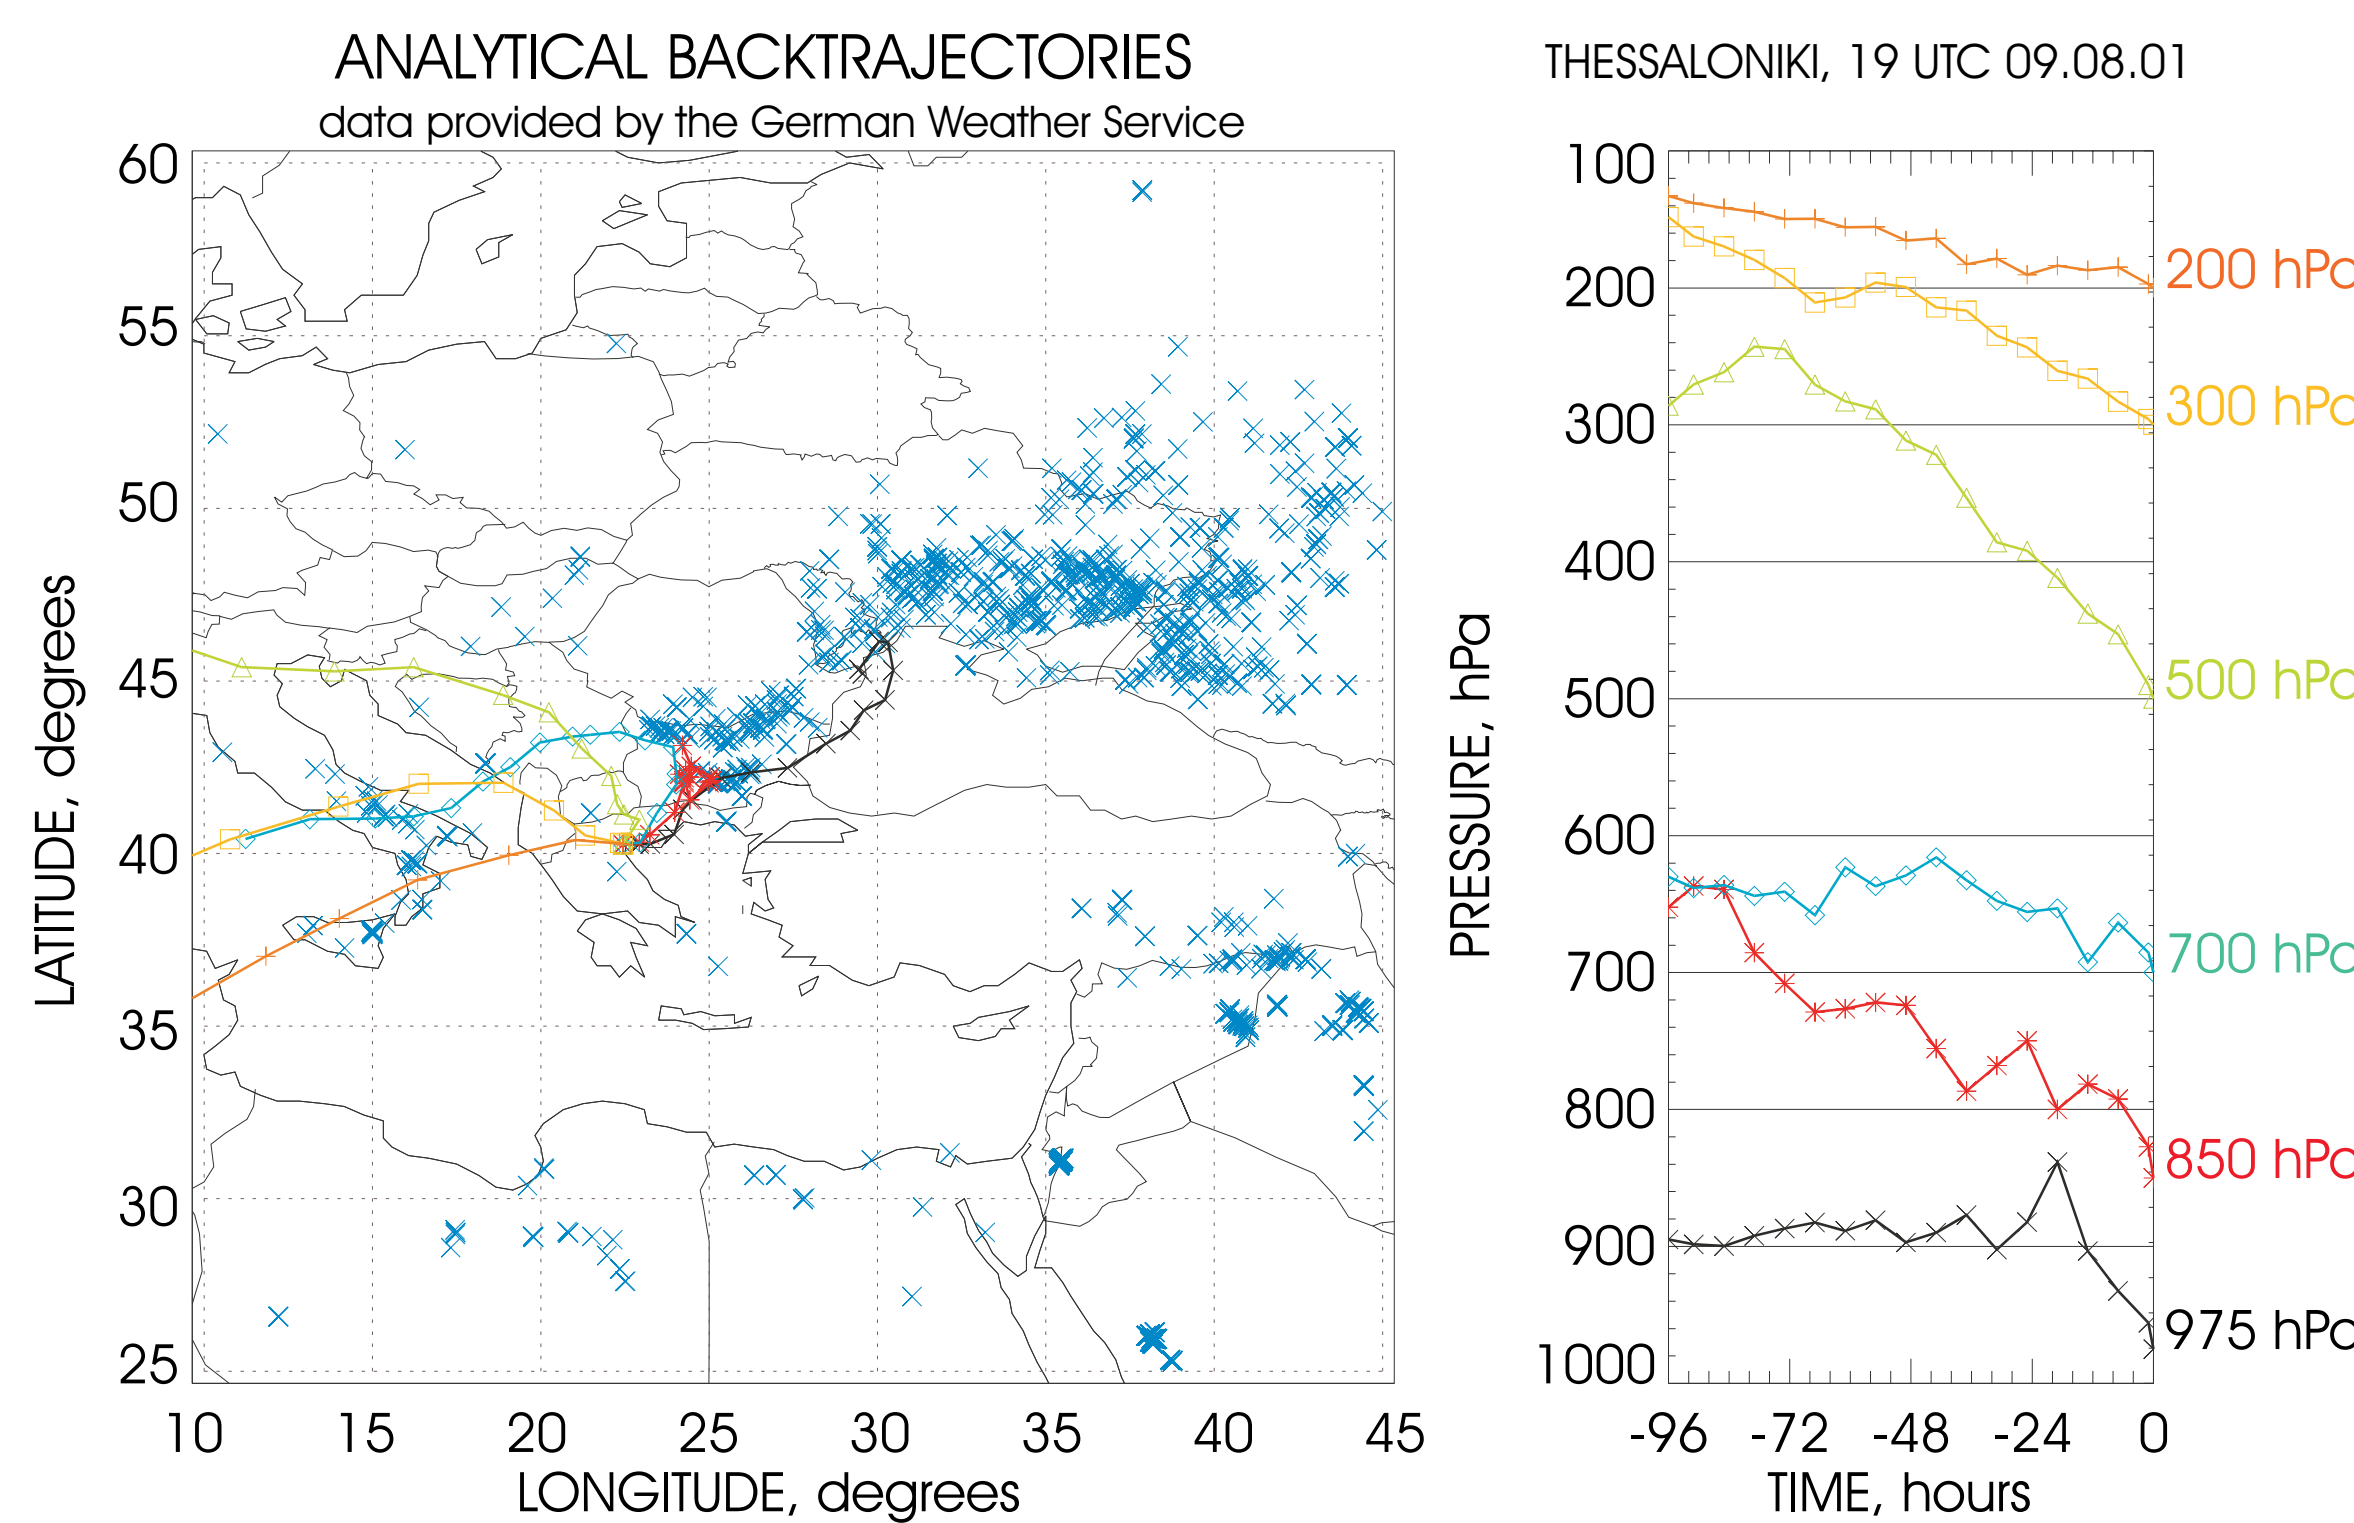 ANALYTICAL BACKTRAJECTORIES
data provided by the German Weather Service
THESSALONIKI, 19 UTC 09.08.01
LATITUDE, degrees
60
55
50
45
40
35
30
25
10 15 20 25 30 35 40 45
LONGITUDE, degrees
PRESSURE, hPa
100
200
300
400
500
600
700
800
900
1000
-96 -72 -48 -24 0
TIME, hours
200 hPa
300 hPa
500 hPa
700 hPa
850 hPa
975 hPa